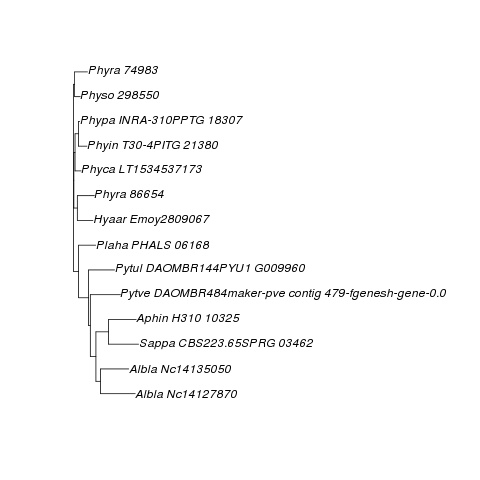 Phyra 74983
Physo 298550
Phypa INRA-310PPTG 18307
Phyin T30-4PITG 21380
Phyca LT1534537173
Phyra 86654
Hyaar Emoy2809067
Plaha PHALS 06168
Pytul DAOMBR144PYU1 G009960
Pytve DAOMBR484maker-pve contig 479-fgenesh-gene-0.0
Aphin H310 10325
Sappa CBS223.65SPRG 03462
Albla Nc14135050
Albla Nc14127870